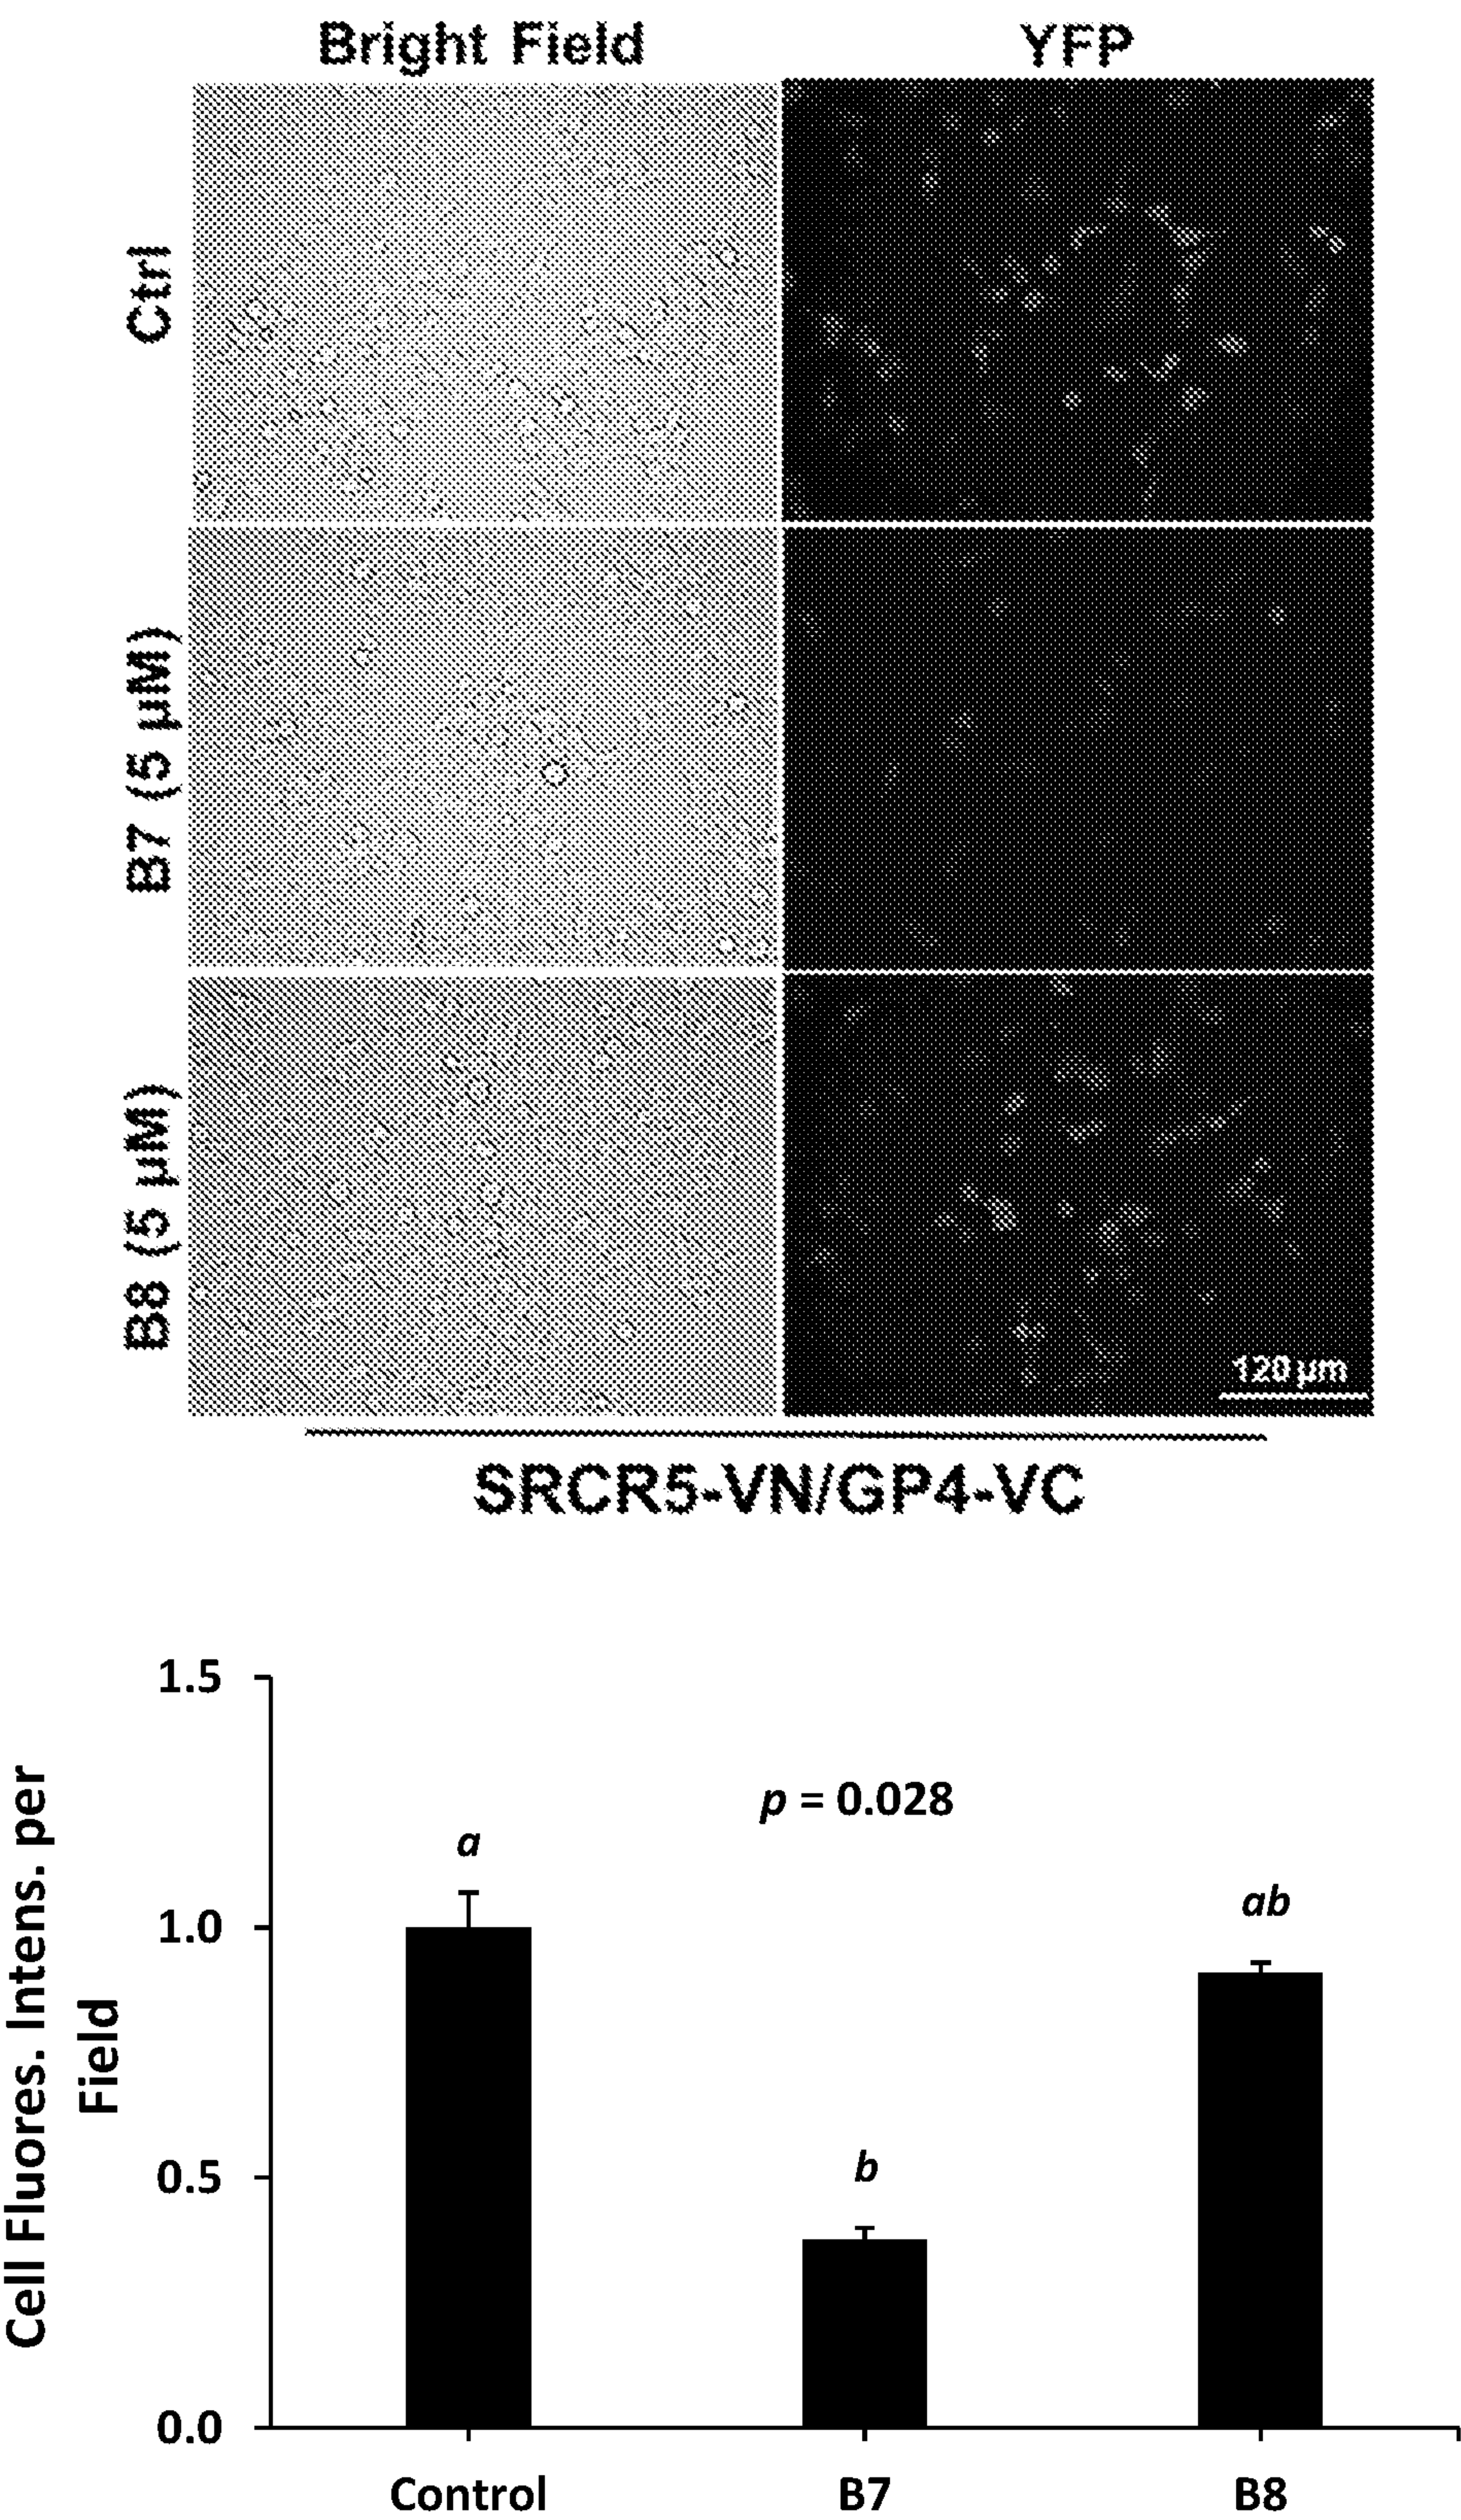 Bright Field YFP
Ctrl
B7 (5 µM)
B8 (5 µM)
120 µm
SRCR5-VN/GP4-VC
Cell Fluores. Intens. per
Field
1.5
1.0
0.5
0.0
p = 0.028
a
b
ab
Control B7 B8